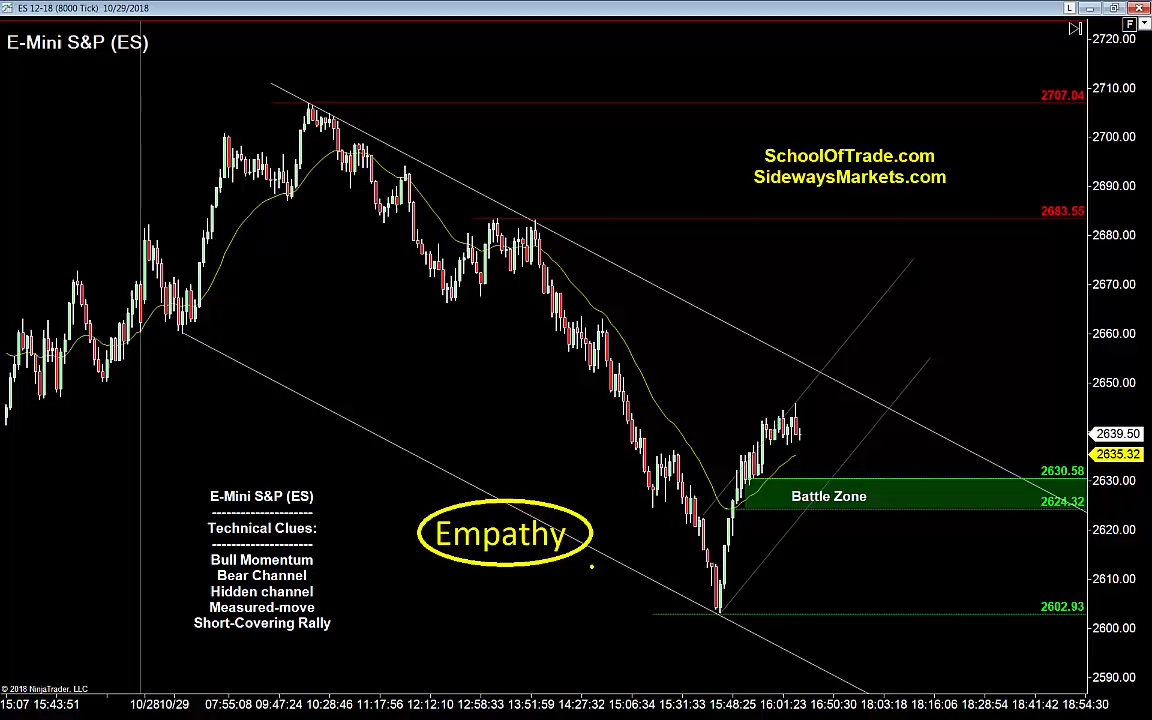 ES 12-18 (8000 Tick) 10/29/2018
L
F
E-Mini S&P (ES)
2720.00
2710.00
2707.04
2700.00
SchoolOfTrade.com
SidewaysMarkets.com
2690.00
2683.55
2680.00
2670.00
2660.00
2650.00
2639.50
2635.32
2630.58
2630.00
Battle Zone
2624.32
2620.00
2610.00
2602.93
2600.00
2590.00
E-Mini S&P (ES)
--------------------
Technical Clues:
--------------------
Bull Momentum
Bear Channel
Hidden channel
Measured-move
Short-Covering Rally
Empathy
© 2018 NinjaTrader, LLC
15:07 15:43:51 10/2810/29 07:55:08 09:47:24 10:28:46 11:17:56 12:12:10 12:58:33 13:51:59 14:27:32 15:06:34 15:31:33 15:48:25 16:01:23 16:50:30 18:03:18 18:16:06 18:28:54 18:41:42 18:54:30